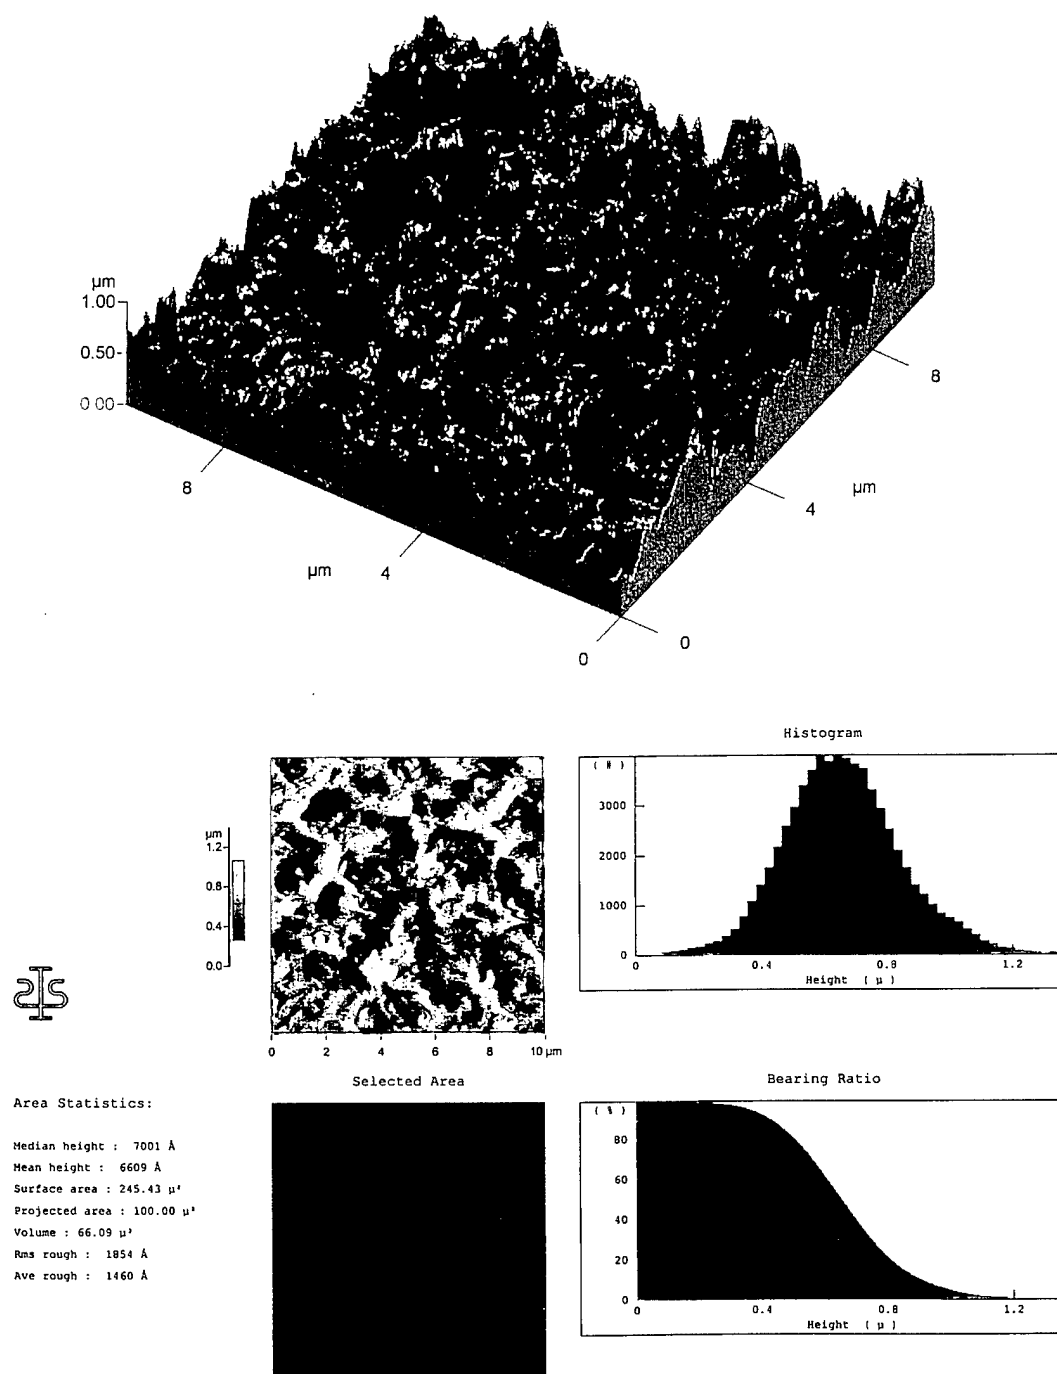 µm
1.00
0.50
0.00
8
µm
4
0
0
4
µm
8
Histogram
( N )
3000
2000
1000
0
0
0.4
0.8
1.2
Height ( µ )
µm
1.2
0.8
0.4
0.0
0 2 4 6 8 10 µm
Selected Area
Bearing Ratio
( % )
80
60
40
20
0
0
0.4
0.8
1.2
Height ( µ )
Area Statistics:
Median height : 7001 Å
Mean height : 6609 Å
Surface area : 245.43 µ²
Projected area : 100.00 µ²
Volume : 66.09 µ³
Rms rough : 1854 Å
Ave rough : 1460 Å